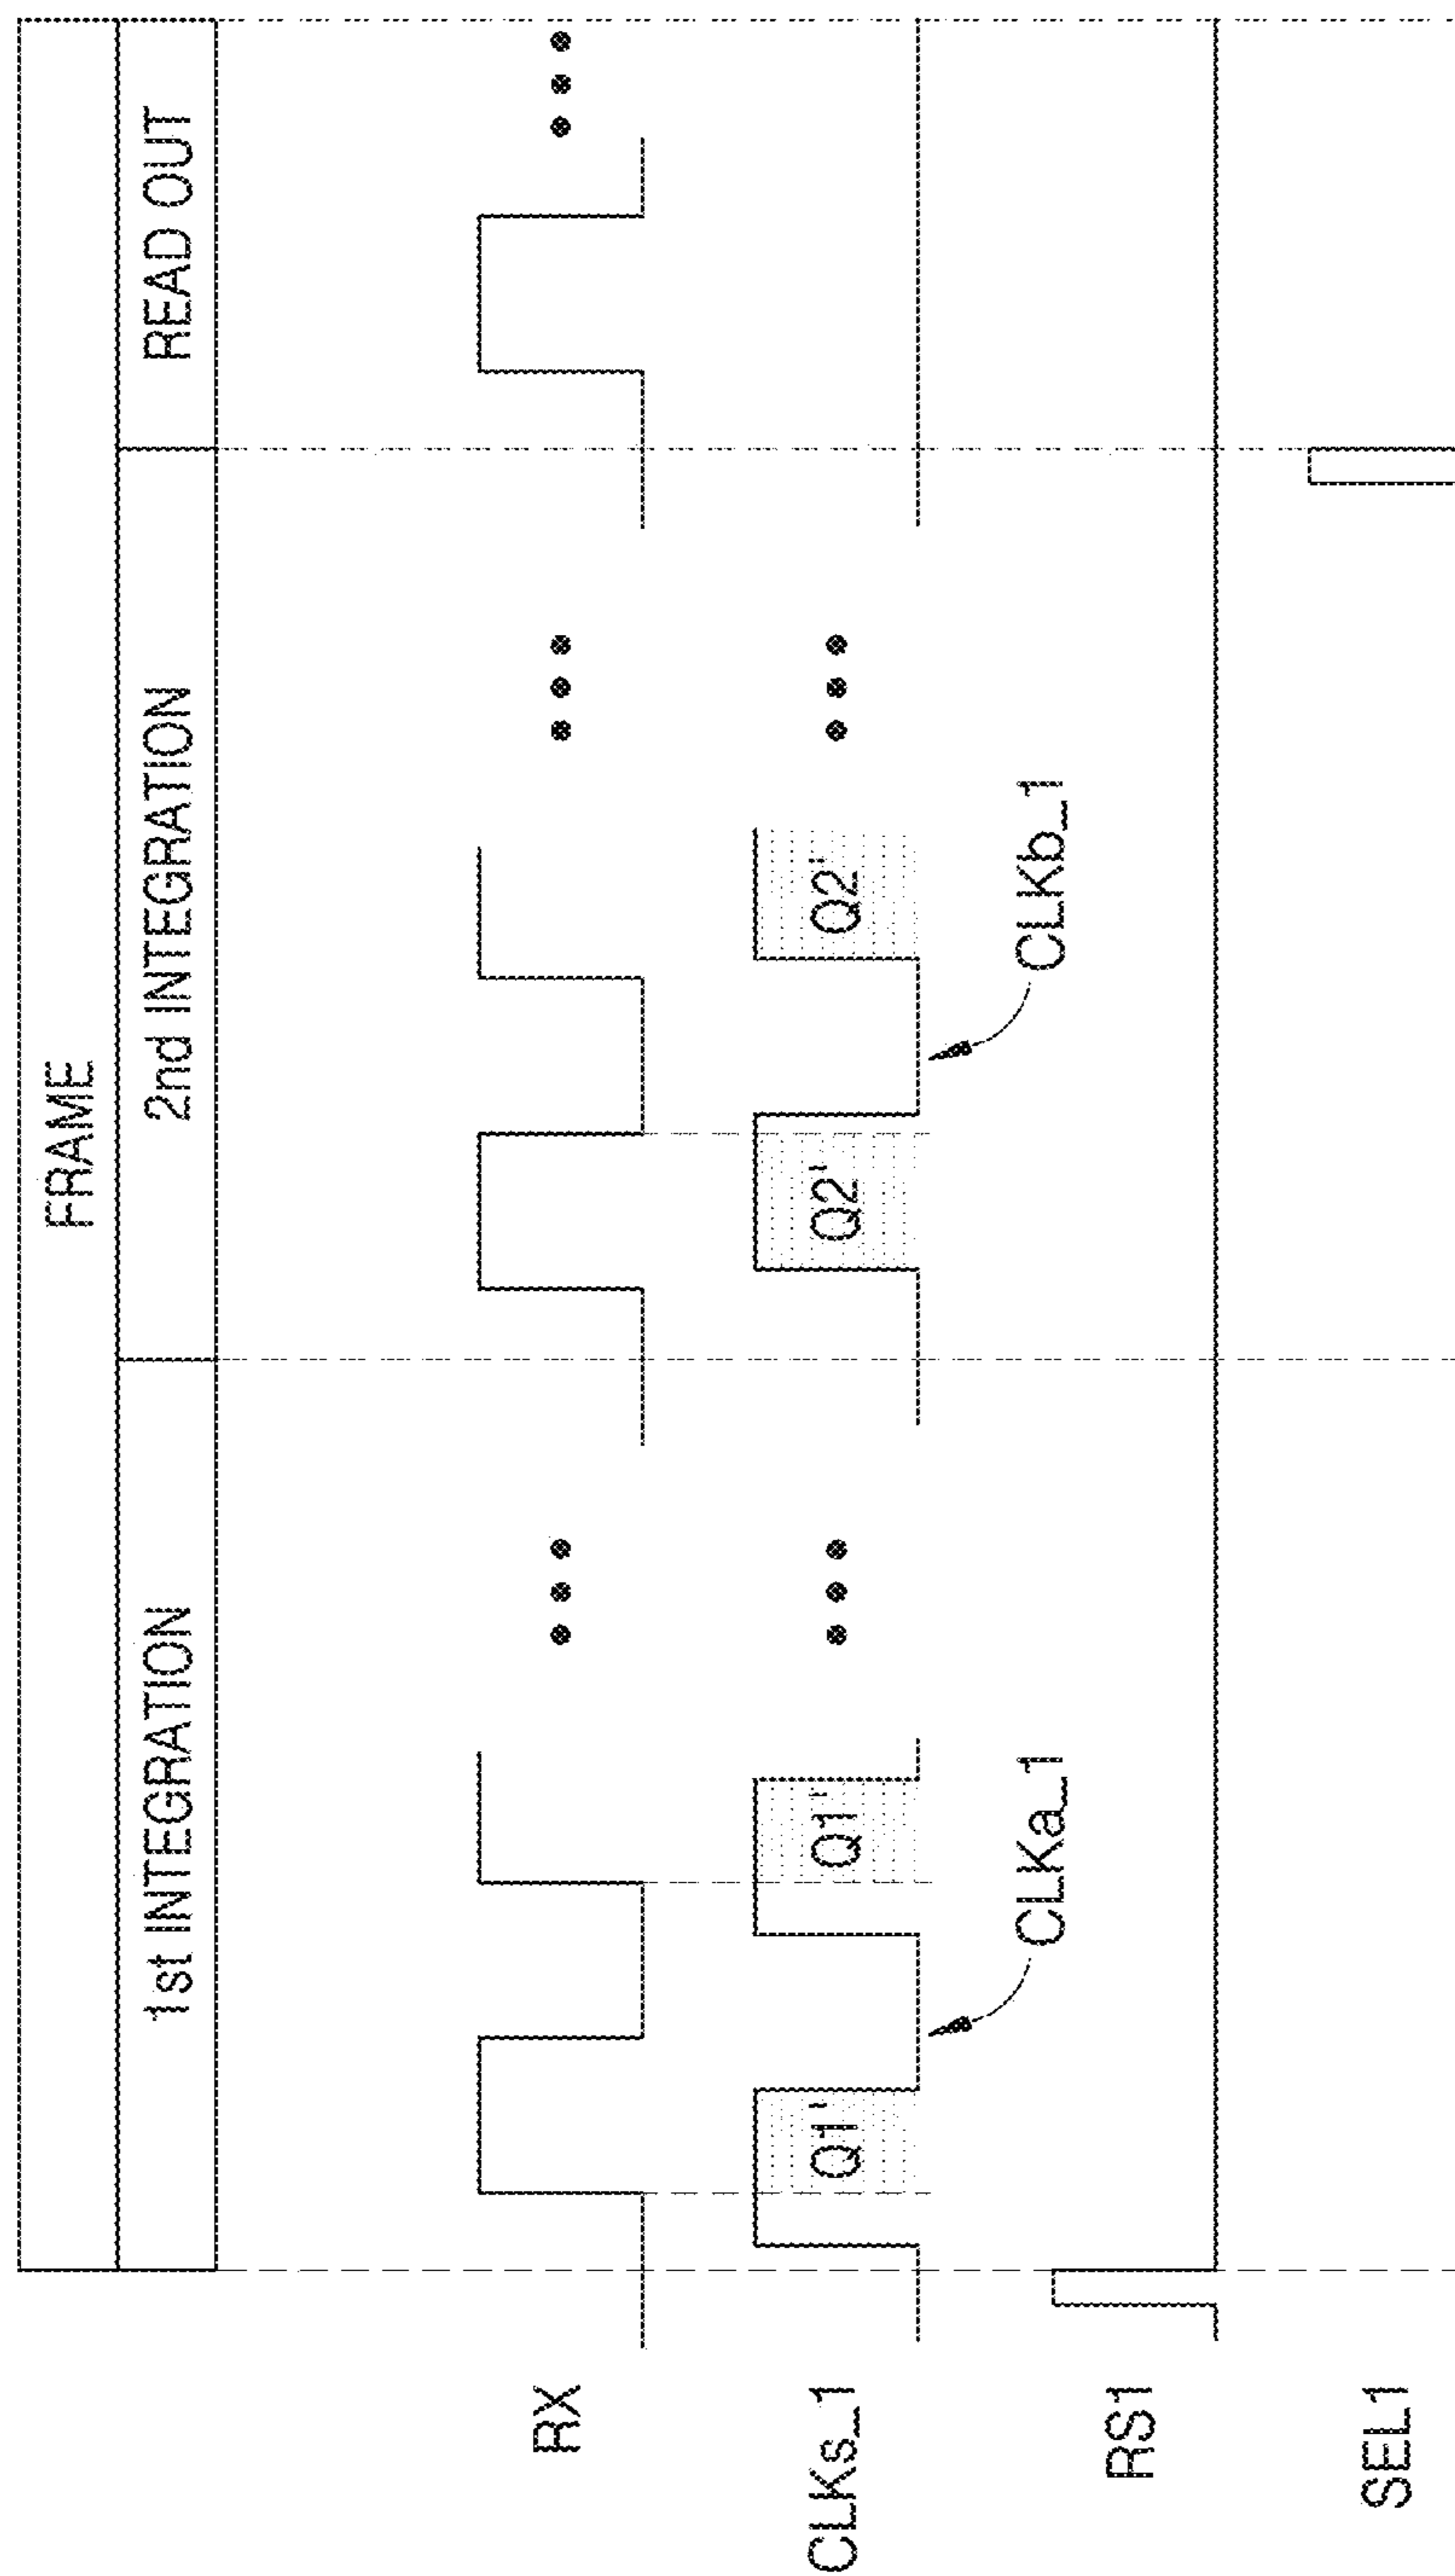 FRAME
1st INTEGRATION
2nd INTEGRATION
READ OUT
RX
CLKs_1
Q1'
Q1'
Q2'
Q2'
CLKa_1
CLKb_1
RS1
SEL1